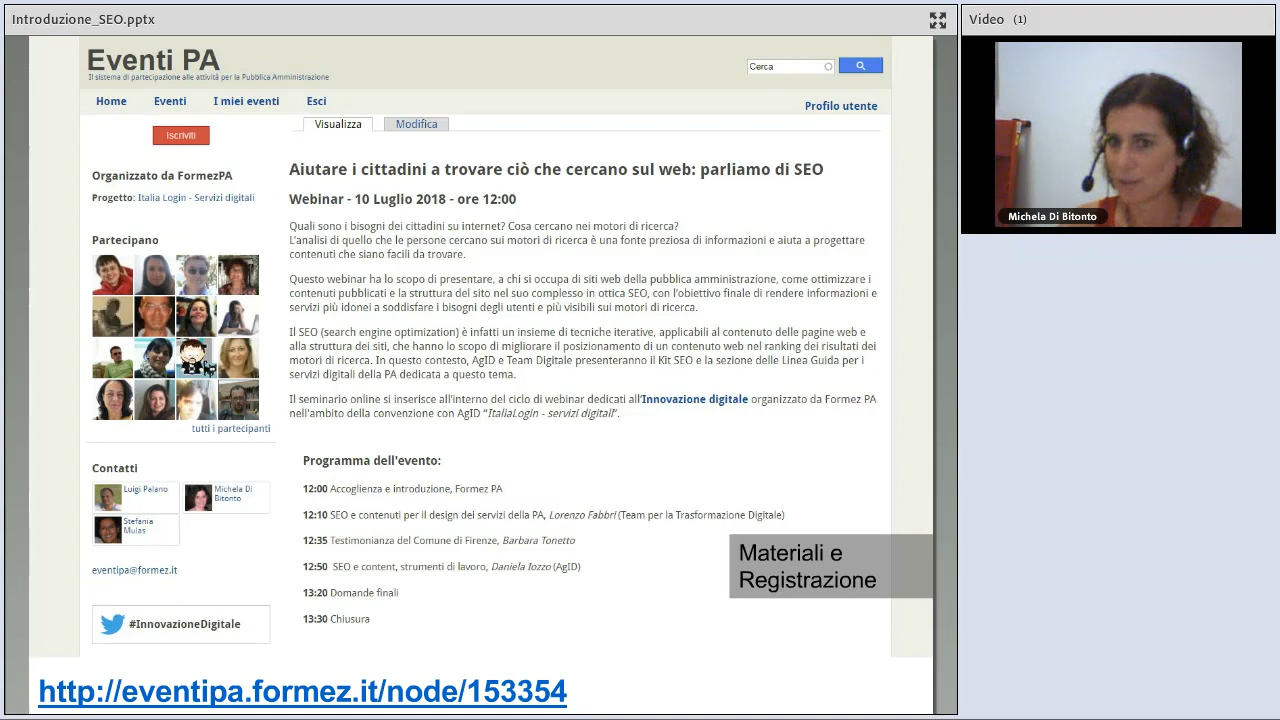 Introduzione_SEO.pptx
Video (1)
Eventi PA
Il sistema di partecipazione alle attività per la Pubblica Amministrazione
Cerca
Home Eventi I miei eventi Esci
Profilo utente
Visualizza Modifica
Iscriviti
Organizzato da FormezPA
Progetto: Italia Login - Servizi digitali
Partecipano
tutti i partecipanti
Contatti
Luigi Palano
Michela Di
Bitonto
Stefania
Mulas
eventipa@formez.it
#InnovazioneDigitale
Aiutare i cittadini a trovare ciò che cercano sul web: parliamo di SEO
Webinar - 10 Luglio 2018 - ore 12:00
Quali sono i bisogni dei cittadini su internet? Cosa cercano nei motori di ricerca?
L'analisi di quello che le persone cercano sui motori di ricerca è una fonte preziosa di informazioni e aiuta a progettare
contenuti che siano facili da trovare.
Questo webinar ha lo scopo di presentare, a chi si occupa di siti web della pubblica amministrazione, come ottimizzare i
contenuti pubblicati e la struttura del sito nel suo complesso in ottica SEO, con l'obiettivo finale di rendere informazioni e
servizi più idonei a soddisfare i bisogni degli utenti e più visibili sui motori di ricerca.
Il SEO (search engine optimization) è infatti un insieme di tecniche iterative, applicabili al contenuto delle pagine web e
alla struttura dei siti, che hanno lo scopo di migliorare il posizionamento di un contenuto web nel ranking dei risultati dei
motori di ricerca. In questo contesto, AgID e Team Digitale presenteranno il Kit SEO e la sezione delle Linea Guida per i
servizi digitali della PA dedicata a questo tema.
Il seminario online si inserisce all'interno del ciclo di webinar dedicati all'Innovazione digitale organizzato da Formez PA
nell'ambito della convenzione con AgID "ItaliaLogin - servizi digitali".
Programma dell'evento:
12:00 Accoglienza e introduzione, Formez PA
12:10 SEO e contenuti per il design dei servizi della PA, Lorenzo Fabbri (Team per la Trasformazione Digitale)
12:35 Testimonianza del Comune di Firenze, Barbara Tonetto
12:50 SEO e content, strumenti di lavoro, Daniela Iozzo (AgID)
13:20 Domande finali
13:30 Chiusura
Materiali e
Registrazione
http://eventipa.formez.it/node/153354
Michela Di Bitonto